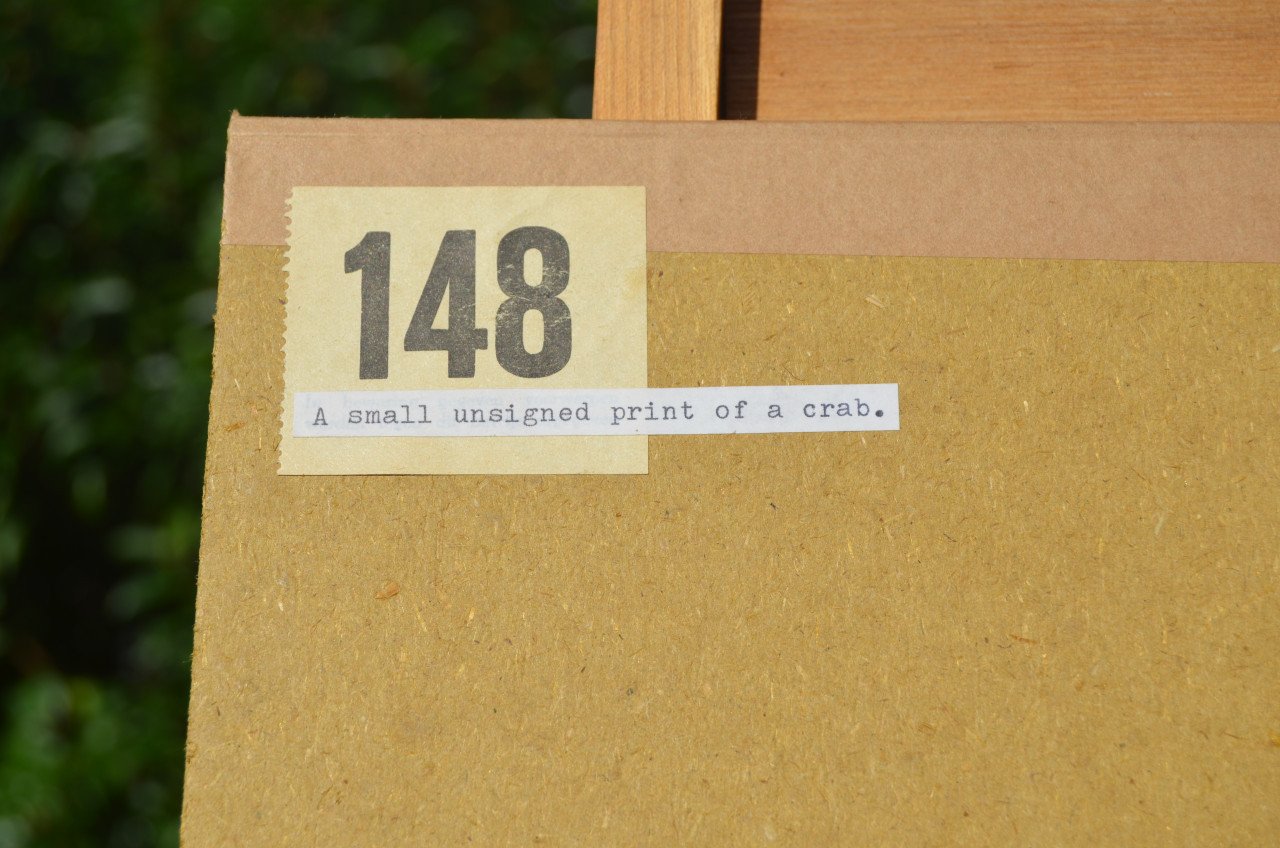 148
A small unsigned print of a crab.